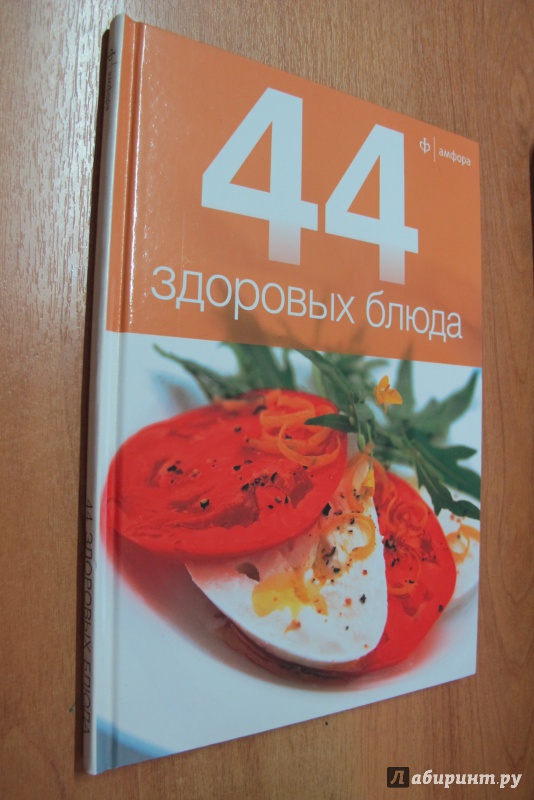 44
ф | амфора
здоровых блюда
44 ЗДОРОВЫХ БЛЮДА
Лабиринт.ру